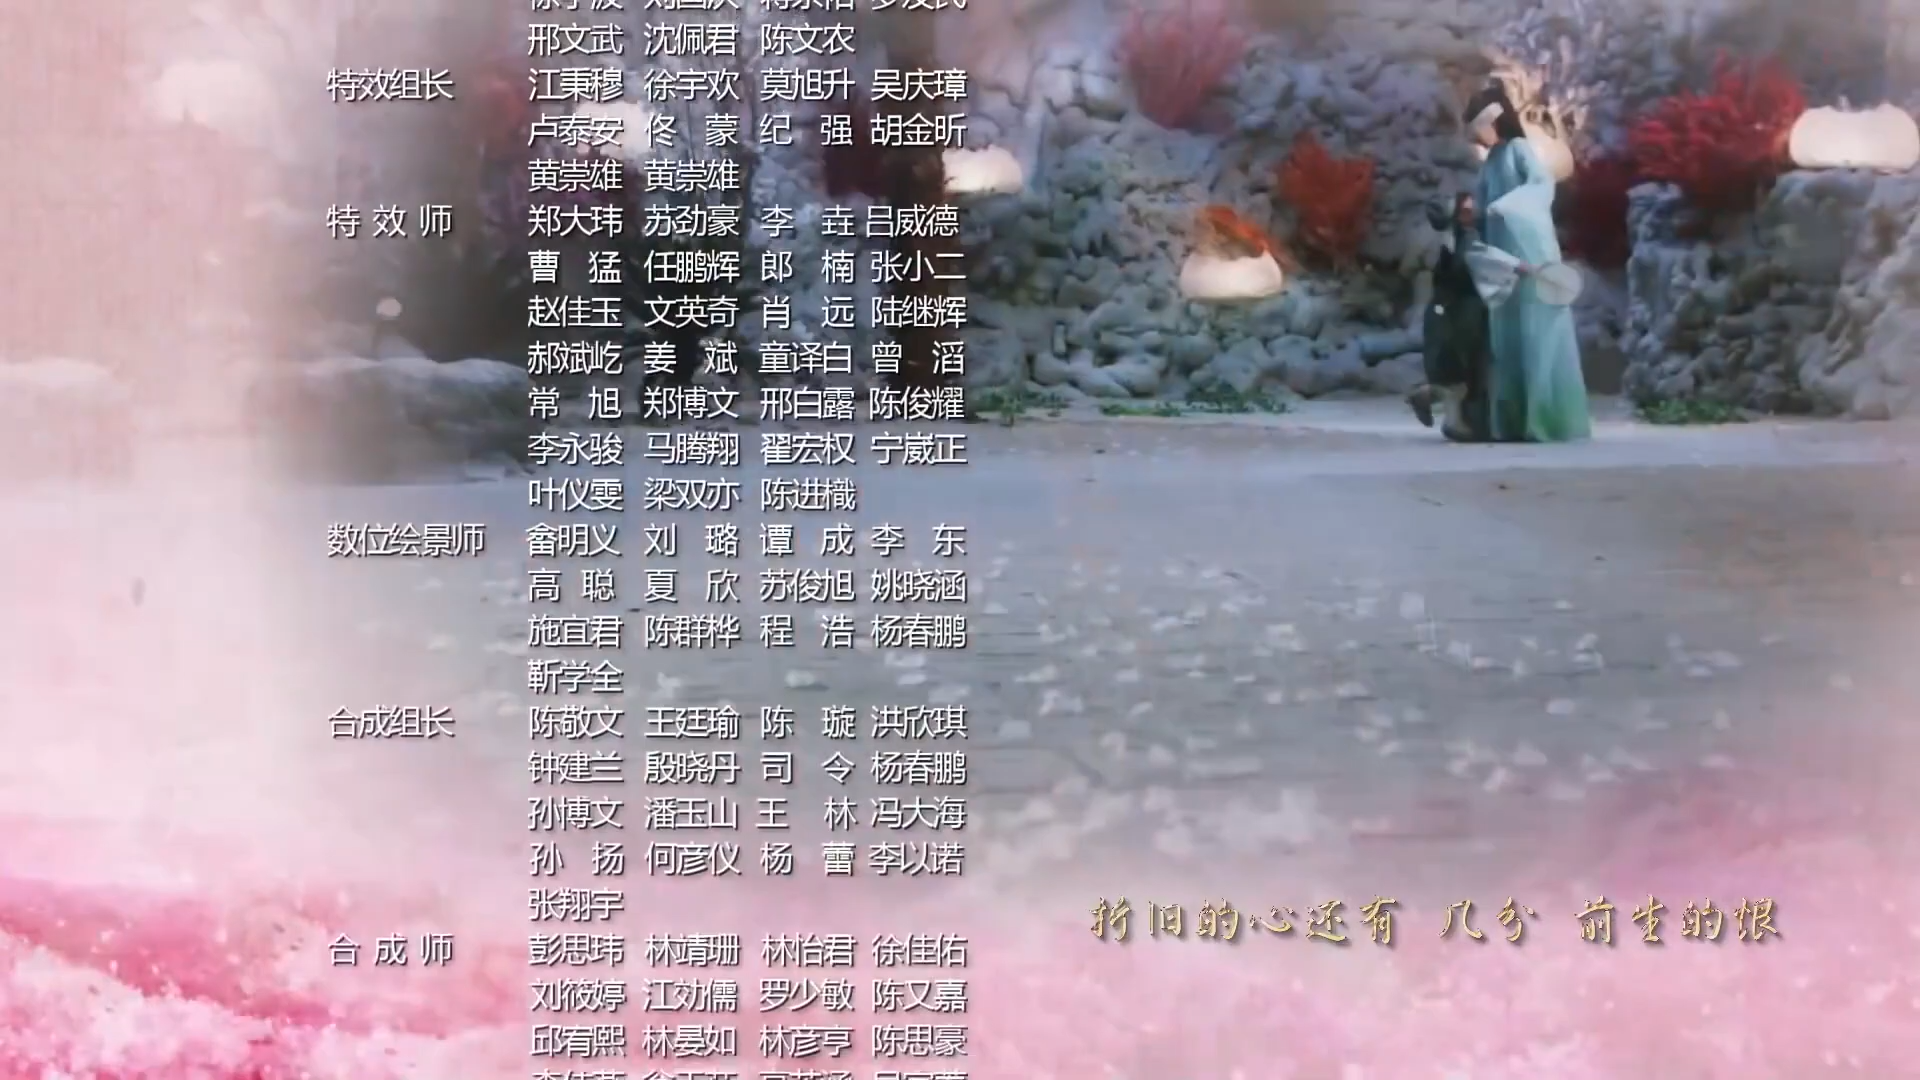 邢文武 沈佩君 陈文农
特效组长 江秉穆 徐宇欢 莫旭升 吴庆璋
卢泰安 佟蒙 纪强 胡金昕
黄崇雄 黄崇雄
特效师 郑大玮 苏劲豪 李垚 吕威德
曹猛 任鹏辉 郎楠 张小二
赵佳玉 文英奇 肖远 陆继辉
郝斌屹 姜斌 童译白 曾滔
常旭 郑博文 邢白露 陈俊耀
李永骏 马腾翔 翟宏权 宁崴正
叶仪雯 梁双亦 陈进樴
数位绘景师 畲明义 刘璐 谭成 李东
高聪 夏欣 苏俊旭 姚晓涵
施宜君 陈群桦 程浩 杨春鹏
靳学全
合成组长 陈敬文 王廷瑜 陈璇 洪欣琪
钟建兰 殷晓丹 司令 杨春鹏
孙博文 潘玉山 王林 冯大海
孙扬 何彦仪 杨蕾 李以诺
张翔宇
折旧的心还有 几分 前生的恨
合成师 彭思玮 林靖珊 林怡君 徐佳佑
刘筱婷 江効儒 罗少敏 陈又嘉
邱宥熙 林晏如 林彦亨 陈思豪